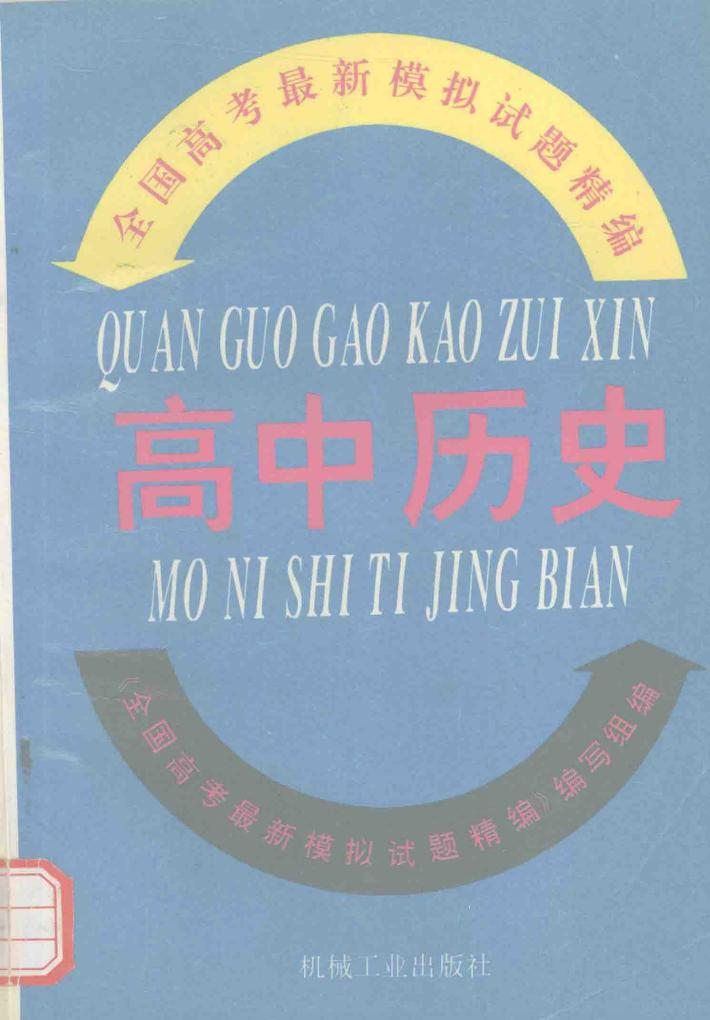 全国高考最新模拟试题精编
QUAN GUO GAO KAO ZUI XIN
高中历史
MO NI SHI TI JING BIAN
《全国高考最新模拟试题精编》编写组编
机械工业出版社